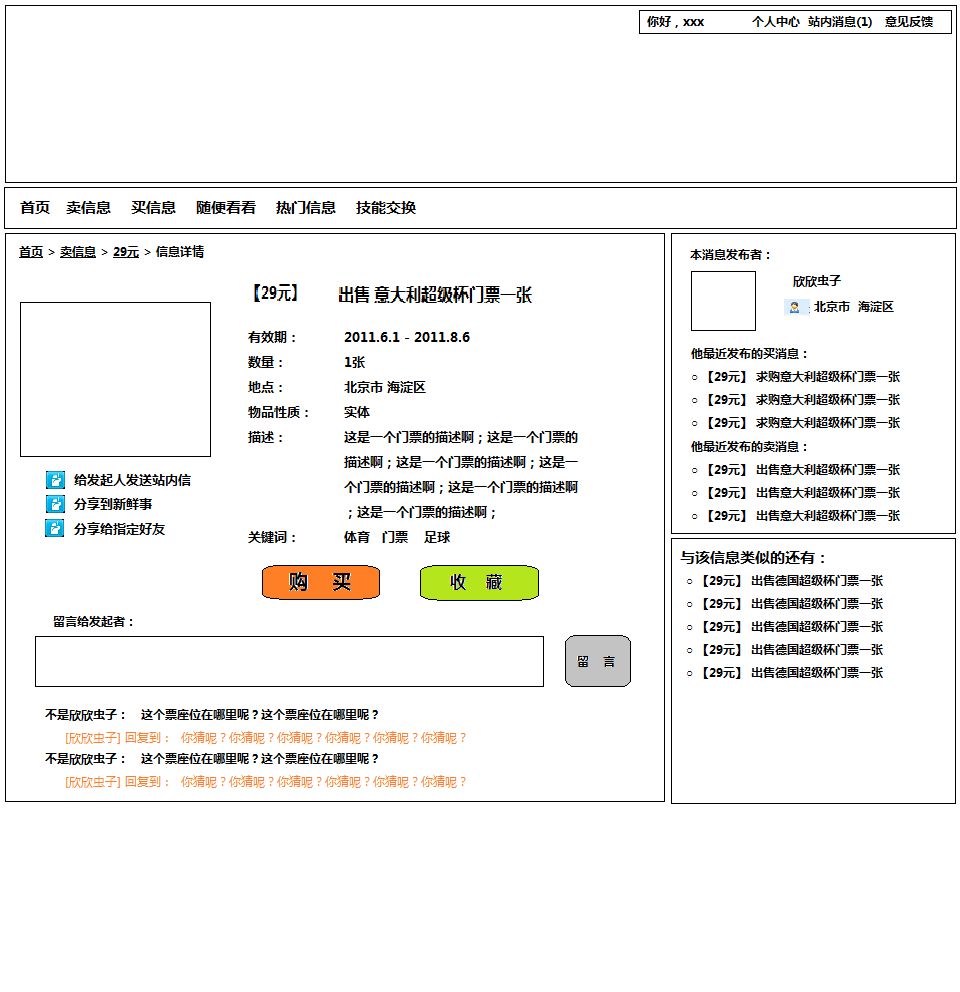 你好，xxx 个人中心 站内消息(1) 意见反馈
首页 卖信息 买信息 随便看看 热门信息 技能交换
首页 > 卖信息 > 29元 > 信息详情
【29元】 出售 意大利超级杯门票一张
有效期： 2011.6.1 - 2011.8.6
数量： 1张
地点： 北京市 海淀区
物品性质： 实体
描述： 这是一个门票的描述啊；这是一个门票的
描述啊；这是一个门票的描述啊；这是一
个门票的描述啊；这是一个门票的描述啊
；这是一个门票的描述啊；
关键词： 体育 门票 足球
给发起人发送站内信
分享到新鲜事
分享给指定好友
购 买 收 藏
留言给发起者：
留 言
不是欣欣虫子： 这个票座位在哪里呢？这个票座位在哪里呢？
[欣欣虫子] 回复到： 你猜呢？你猜呢？你猜呢？你猜呢？你猜呢？你猜呢？
不是欣欣虫子： 这个票座位在哪里呢？这个票座位在哪里呢？
[欣欣虫子] 回复到： 你猜呢？你猜呢？你猜呢？你猜呢？你猜呢？你猜呢？
本消息发布者：
欣欣虫子
: 北京市 海淀区
他最近发布的买消息：
○ 【29元】 求购意大利超级杯门票一张
○ 【29元】 求购意大利超级杯门票一张
○ 【29元】 求购意大利超级杯门票一张
他最近发布的卖消息：
○ 【29元】 出售意大利超级杯门票一张
○ 【29元】 出售意大利超级杯门票一张
○ 【29元】 出售意大利超级杯门票一张
与该信息类似的还有：
○ 【29元】 出售德国超级杯门票一张
○ 【29元】 出售德国超级杯门票一张
○ 【29元】 出售德国超级杯门票一张
○ 【29元】 出售德国超级杯门票一张
○ 【29元】 出售德国超级杯门票一张